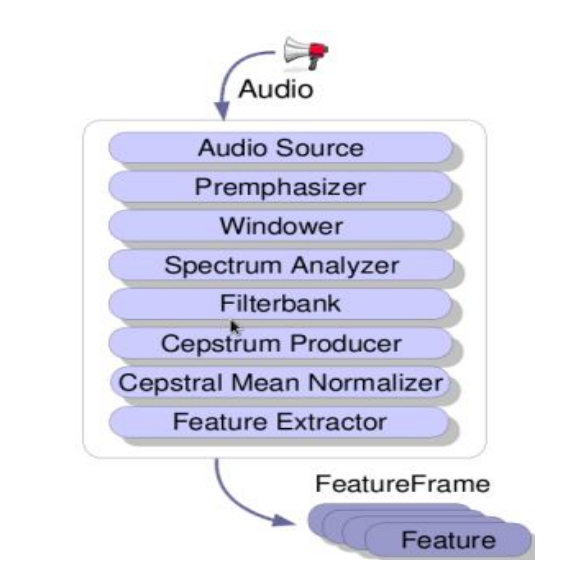 Audio
Audio Source
Premphasizer
Windower
Spectrum Analyzer
Filterbank
Cepstrum Producer
Cepstral Mean Normalizer
Feature Extractor
FeatureFrame
Feature